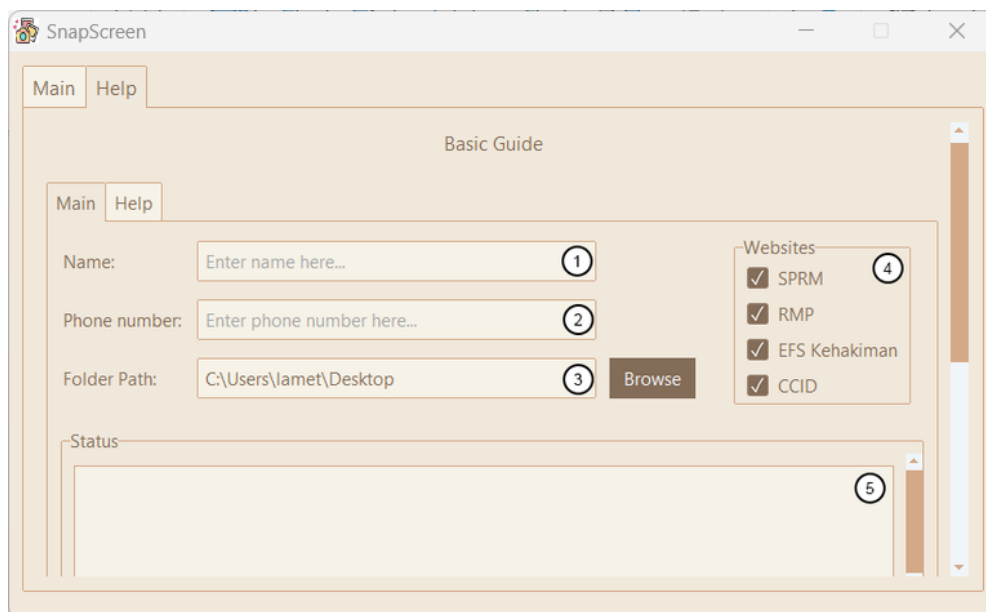 SnapScreen
Main Help
Basic Guide
Main Help
Name: Enter name here... 1
Phone number: Enter phone number here... 2
Folder Path: C:\Users\lamet\Desktop 3 Browse
Websites 4
SPRM
RMP
EFS Kehakiman
CCID
Status
5